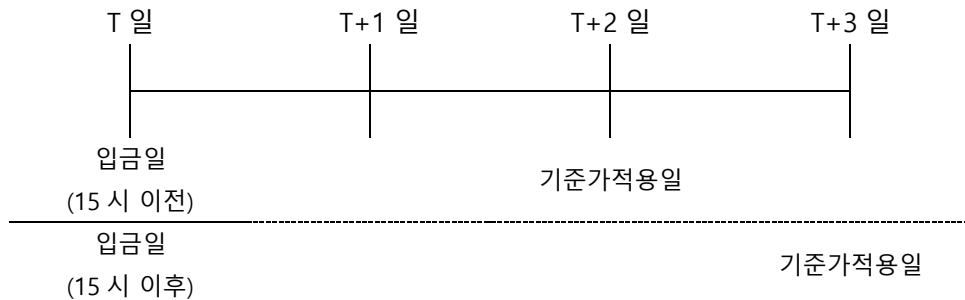 T 일 T+1 일 T+2 일 T+3 일
입금일
(15 시 이전)
기준가적용일
입금일
(15 시 이후)
기준가적용일